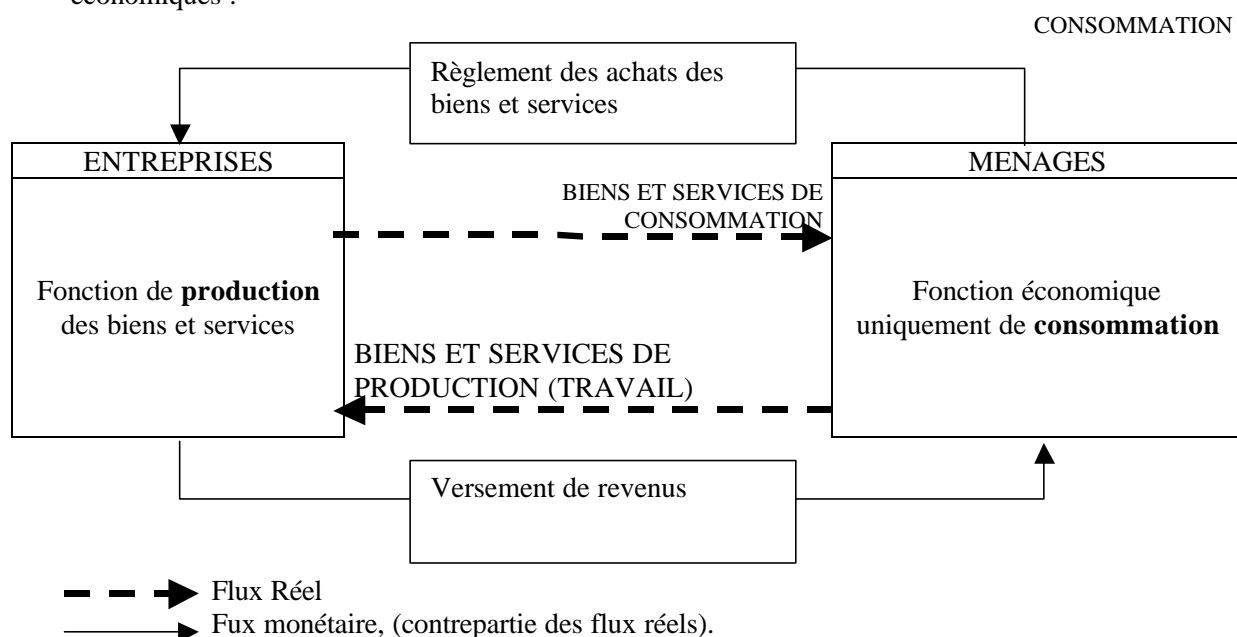 économiques :
CONSOMMATION
Règlement des achats des
biens et services
ENTREPRISES
MENAGES
BIENS ET SERVICES DE
CONSOMMATION
Fonction de production
des biens et services
Fonction économique
uniquement de consommation
BIENS ET SERVICES DE
PRODUCTION (TRAVAIL)
Versement de revenus
Flux Réel
Fux monétaire, (contrepartie des flux réels).